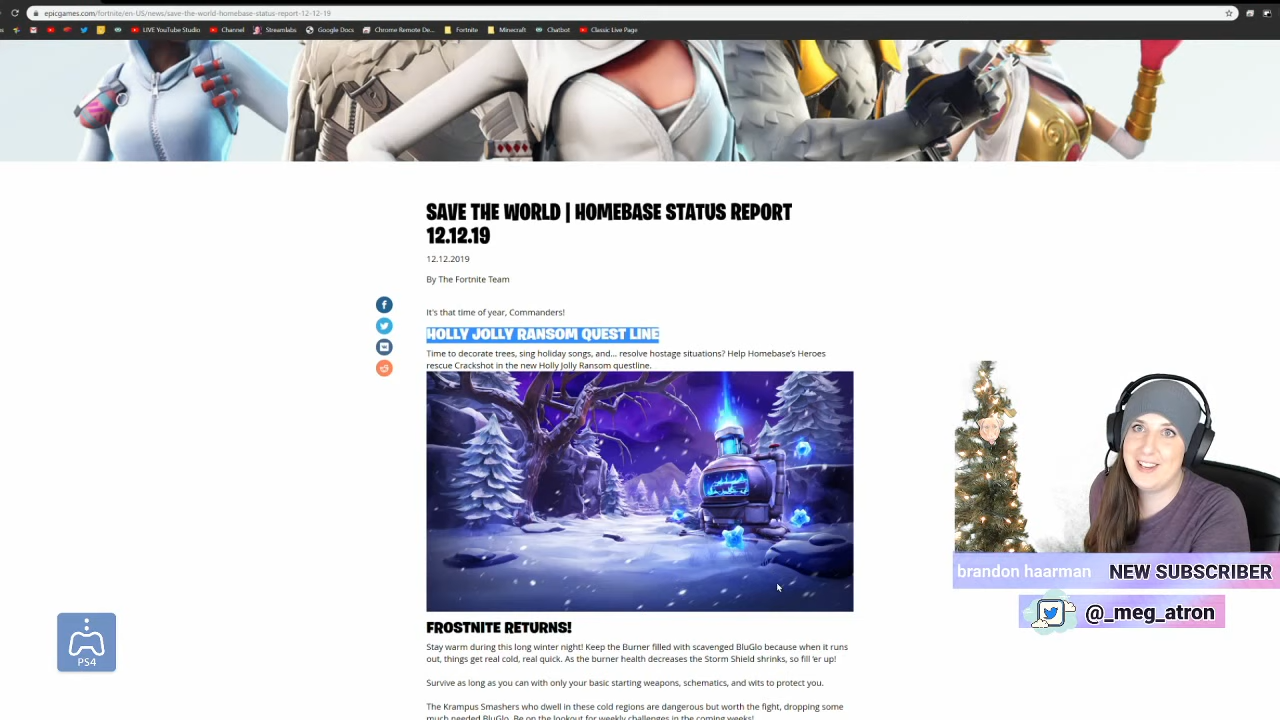 epicgames.com/fortnite/en-US/news/save-the-world-homebase-status-report-12-12-19
LIVE YouTube Studio Channel Streamlabs Google Docs Chrome Remote De... Fortnite Minecraft Chatbot Classic Live Page
SAVE THE WORLD | HOMEBASE STATUS REPORT
12.12.19
12.12.2019
By The Fortnite Team
It's that time of year, Commanders!
HOLLY JOLLY RANSOM QUEST LINE
Time to decorate trees, sing holiday songs, and... resolve hostage situations? Help Homebase's Heroes
rescue Crackshot in the new Holly Jolly Ransom questline.
FROSTNITE RETURNS!
Stay warm during this long winter night! Keep the Burner filled with scavenged BluGlo because when it runs
out, things get real cold, real quick. As the burner health decreases the Storm Shield shrinks, so fill 'er up!
Survive as long as you can with only your basic starting weapons, schematics, and wits to protect you.
The Krampus Smashers who dwell in these cold regions are dangerous but worth the fight, dropping some
much needed BluGlo. Be on the lookout for weekly challenges in the coming weeks!
brandon haarman NEW SUBSCRIBER
@_meg_atron
PS4